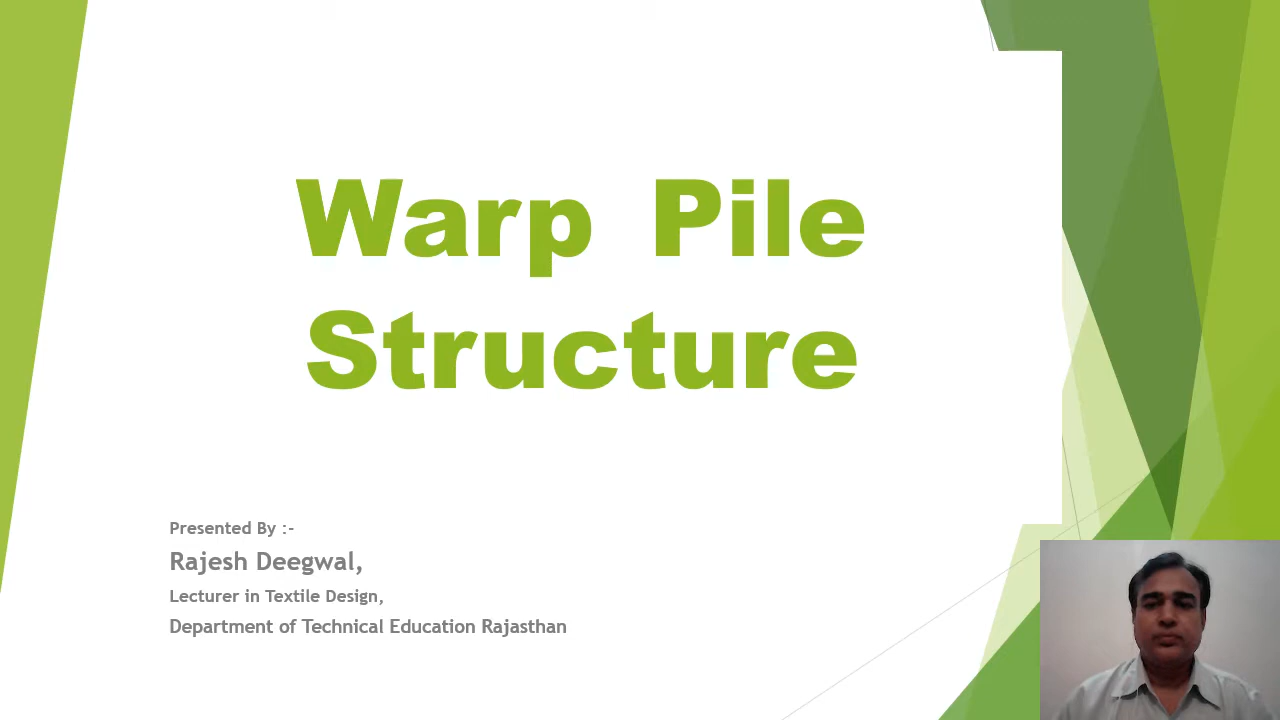 Warp Pile
Structure
Presented By :-
Rajesh Deegwal,
Lecturer in Textile Design,
Department of Technical Education Rajasthan